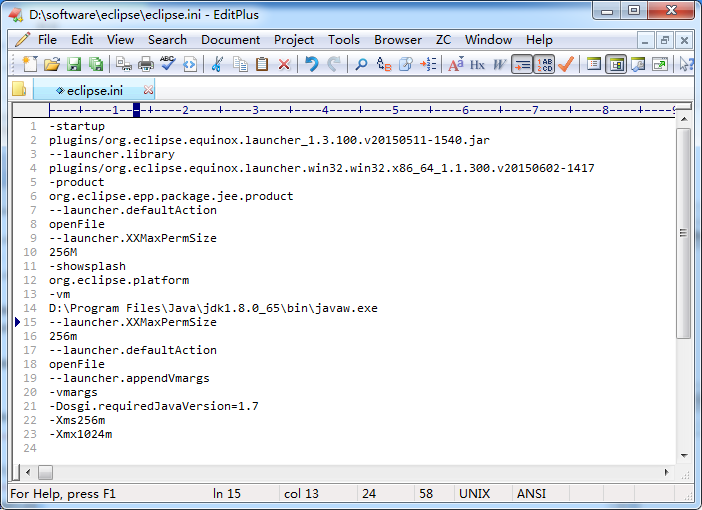 D:\software\eclipse\eclipse.ini - EditPlus
File Edit View Search Document Project Tools Browser ZC Window Help
eclipse.ini
----+----1----+----2----+----3----+----4----+----5----+----6----+----7----+----8----+----9
1 -startup
2 plugins/org.eclipse.equinox.launcher_1.3.100.v20150511-1540.jar
3 --launcher.library
4 plugins/org.eclipse.equinox.launcher.win32.win32.x86_64_1.1.300.v20150602-1417
5 -product
6 org.eclipse.epp.package.jee.product
7 --launcher.defaultAction
8 openFile
9 --launcher.XXMaxPermSize
10 256M
11 -showsplash
12 org.eclipse.platform
13 -vm
14 D:\Program Files\Java\jdk1.8.0_65\bin\javaw.exe
15 --launcher.XXMaxPermSize
16 256m
17 --launcher.defaultAction
18 openFile
19 --launcher.appendVmargs
20 -vmargs
21 -Dosgi.requiredJavaVersion=1.7
22 -Xms256m
23 -Xmx1024m
24
For Help, press F1 ln 15 col 13 24 58 UNIX ANSI